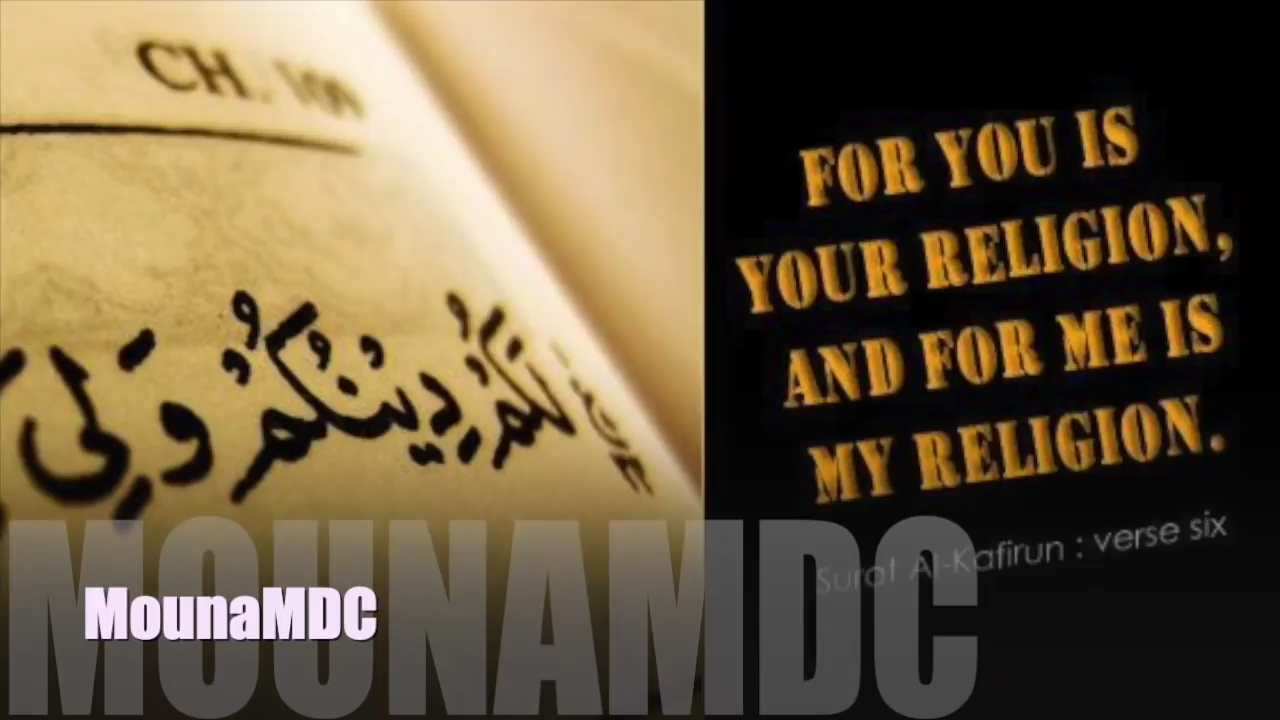 CH. 109
لَكُمْ دِينُكُمْ وَلِيَ
FOR YOU IS
YOUR RELIGION,
AND FOR ME IS
MY RELIGION.
Surat Al-Kafirun : verse six
MOUNAMDC
MounaMDC